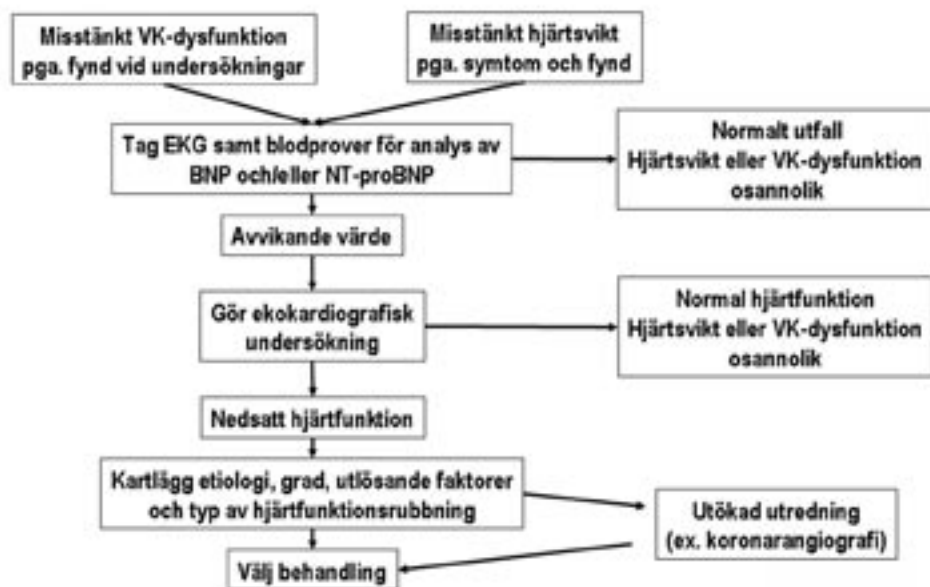 Misstänkt VK-dysfunktion
pga. fynd vid undersökningar
Misstänkt hjärtsvikt
pga. symtom och fynd
Tag EKG samt blodprover för analys av
BNP och/eller NT-proBNP
Normalt utfall
Hjärtsvikt eller VK-dysfunktion
osannolik
Avvikande värde
Gör ekokardiografisk
undersökning
Normal hjärtfunktion
Hjärtsvikt eller VK-dysfunktion
osannolik
Nedsatt hjärtfunktion
Kartlägg etiologi, grad, utlösande faktorer
och typ av hjärtfunktionsrubbning
Utökad utredning
(ex. koronarangiografi)
Välj behandling